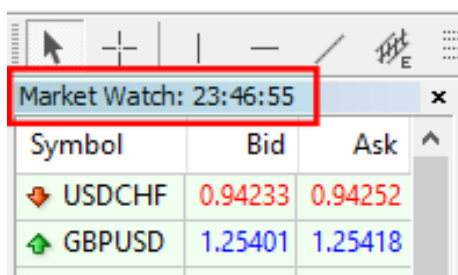 E
Market Watch: 23:46:55 x
Symbol Bid Ask
USDCHF 0.94233 0.94252
GBPUSD 1.25401 1.25418